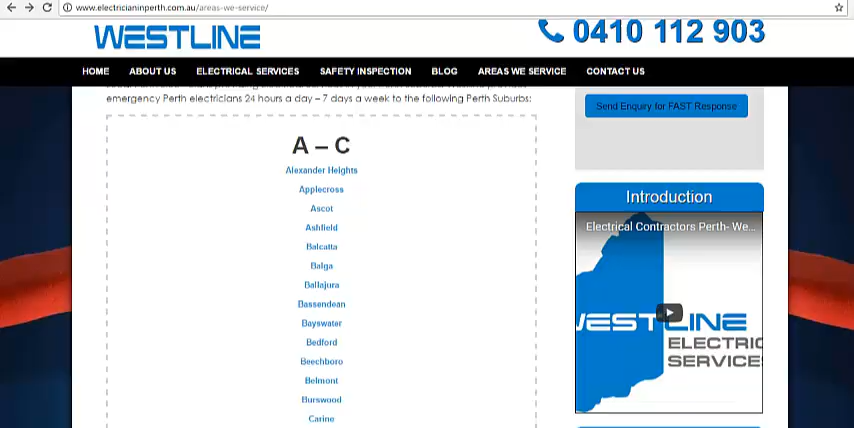 www.electricianinperth.com.au/areas-we-service/
WESTLINE
0410 112 903
HOME ABOUT US ELECTRICAL SERVICES SAFETY INSPECTION BLOG AREAS WE SERVICE CONTACT US
emergency Perth electricians 24 hours a day – 7 days a week to the following Perth Suburbs:
A – C
Alexander Heights
Applecross
Ascot
Ashfield
Balcatta
Balga
Ballajura
Bassendean
Bayswater
Bedford
Beechboro
Belmont
Burswood
Carine
Send Enquiry for FAST Response
Introduction
Electrical Contractors Perth- We...
WESTLINE
ELECTRIC
SERVICES